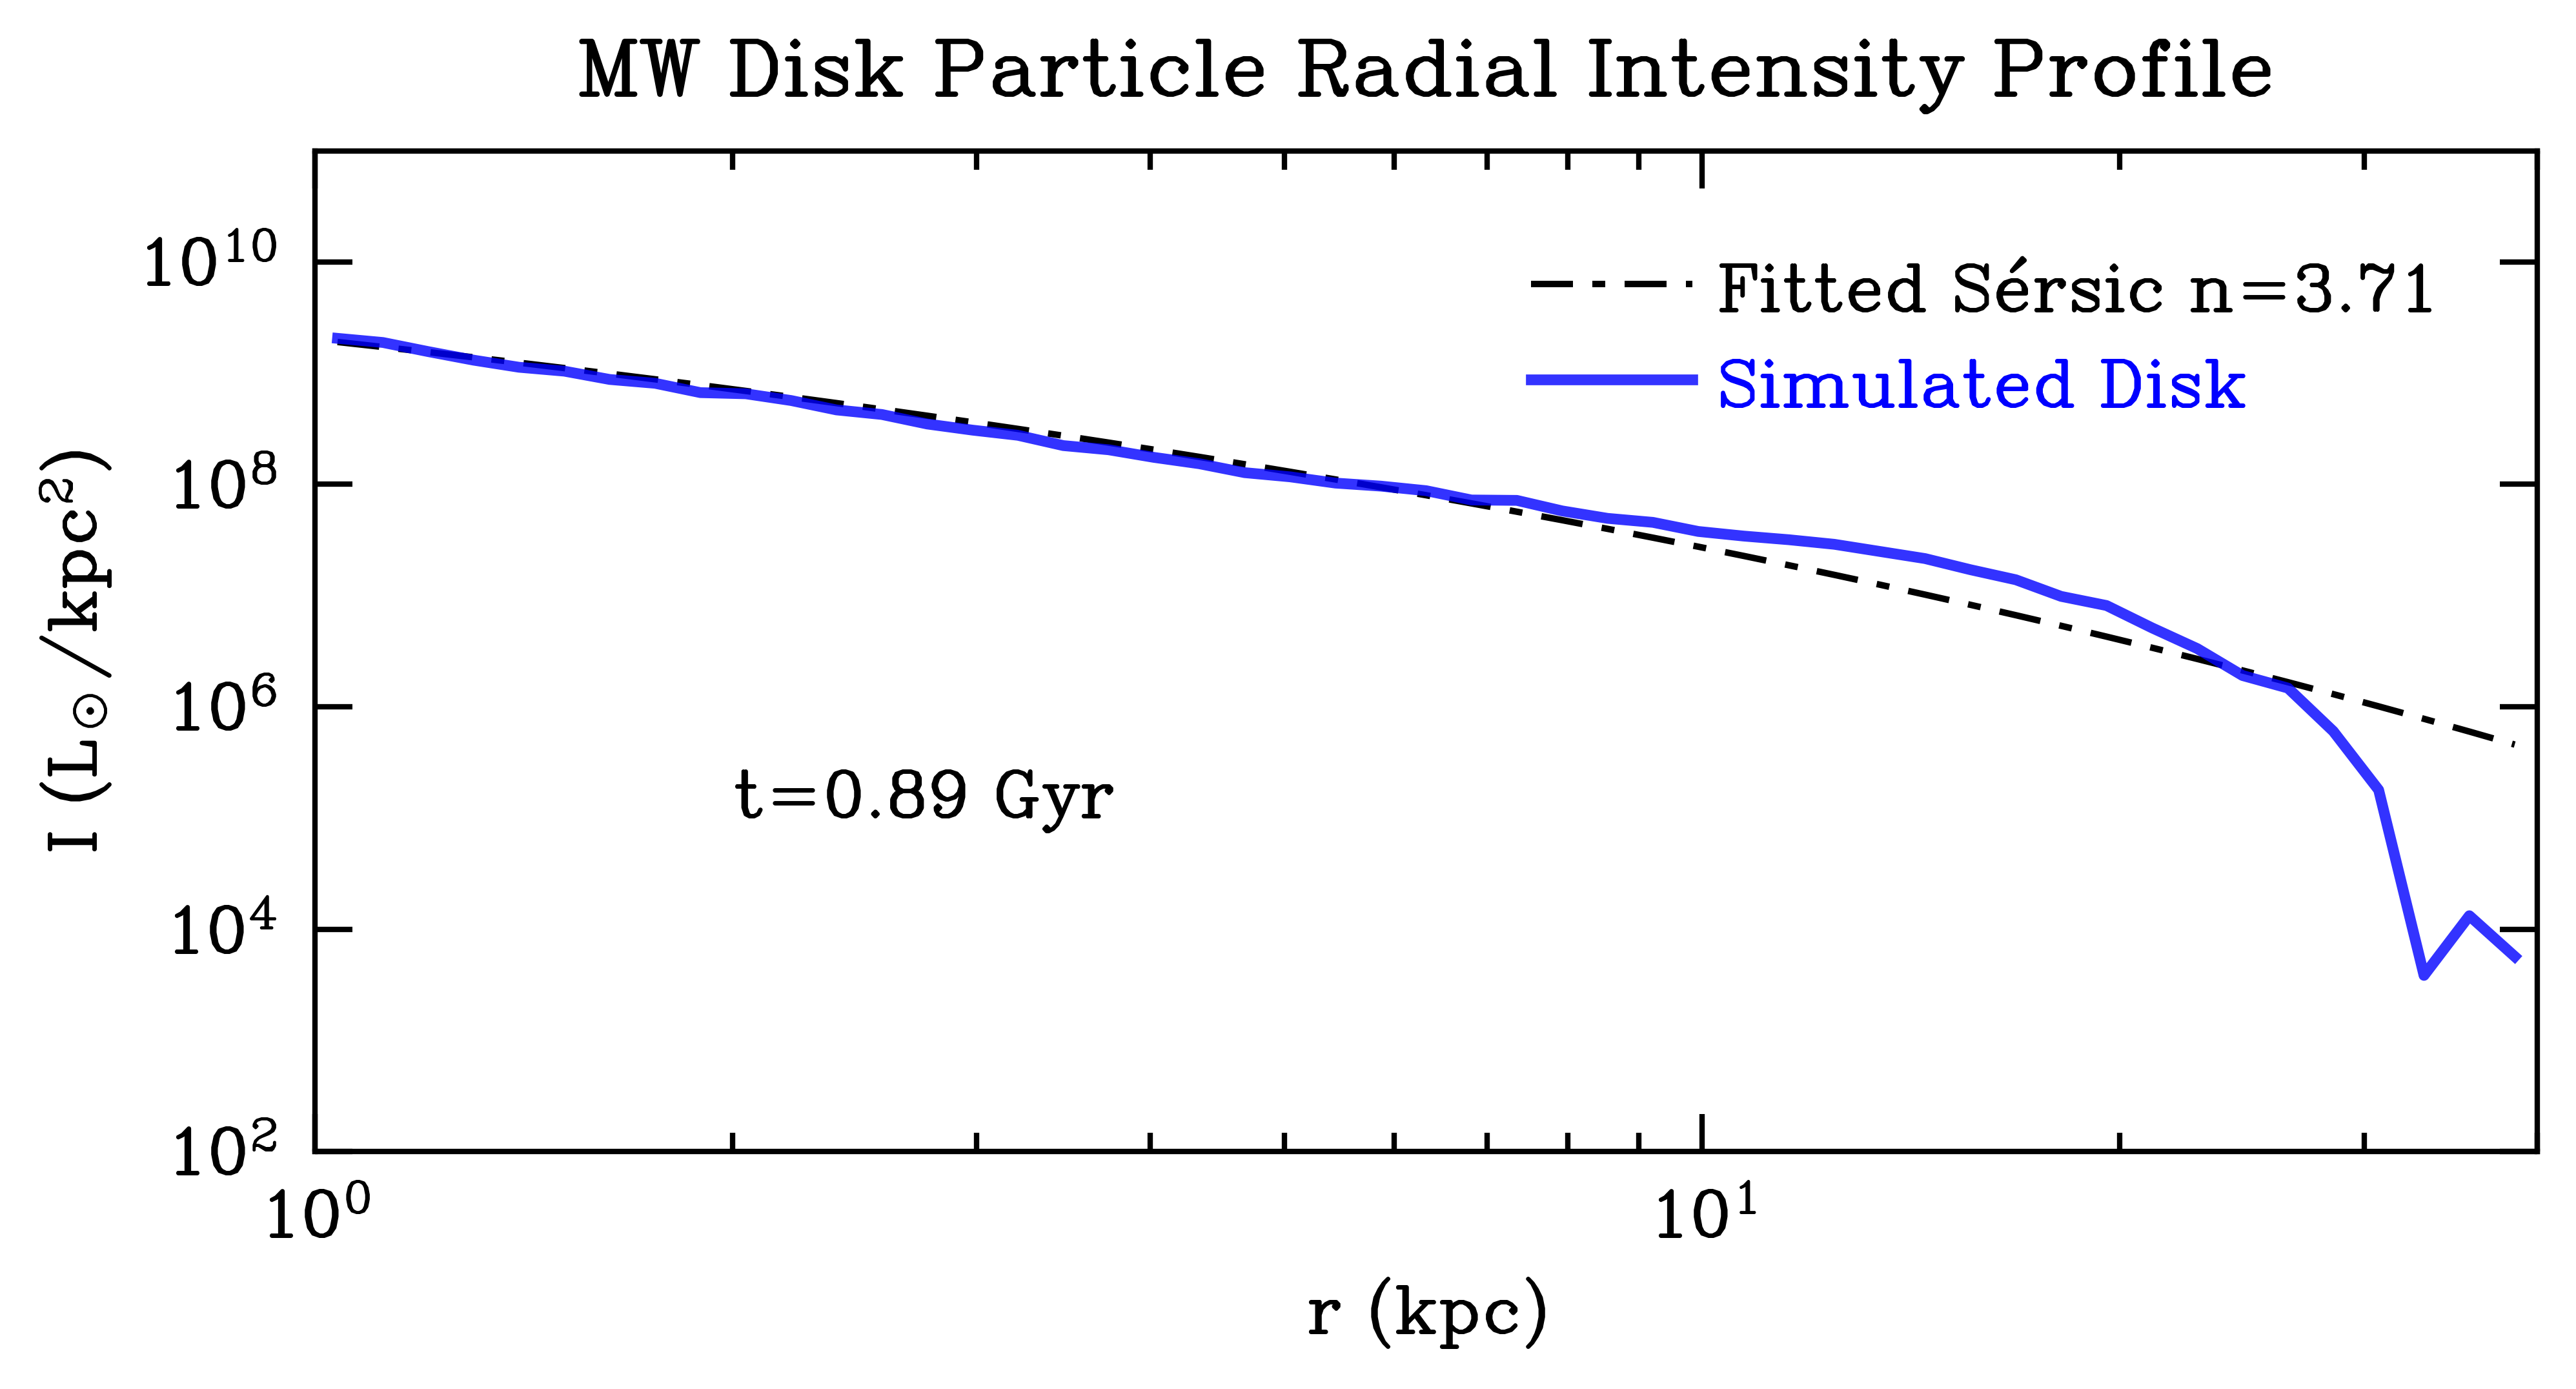 MW Disk Particle Radial Intensity Profile
10¹⁰
10⁸
10⁶
10⁴
10²
I (L⊙/kpc²)
Fitted Sérsic n=3.71
Simulated Disk
t=0.89 Gyr
10⁰
10¹
r (kpc)